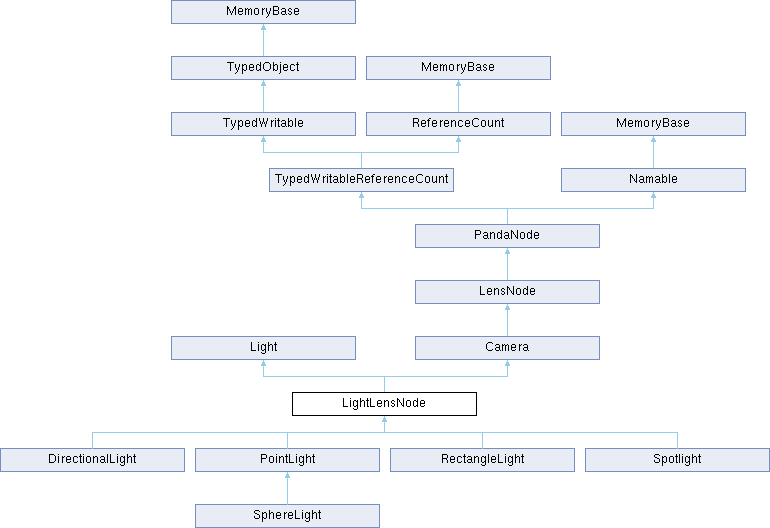 MemoryBase
TypedObject
MemoryBase
TypedWritable
ReferenceCount
MemoryBase
TypedWritableReferenceCount
Namable
PandaNode
LensNode
Light
Camera
LightLensNode
DirectionalLight
PointLight
RectangleLight
Spotlight
SphereLight